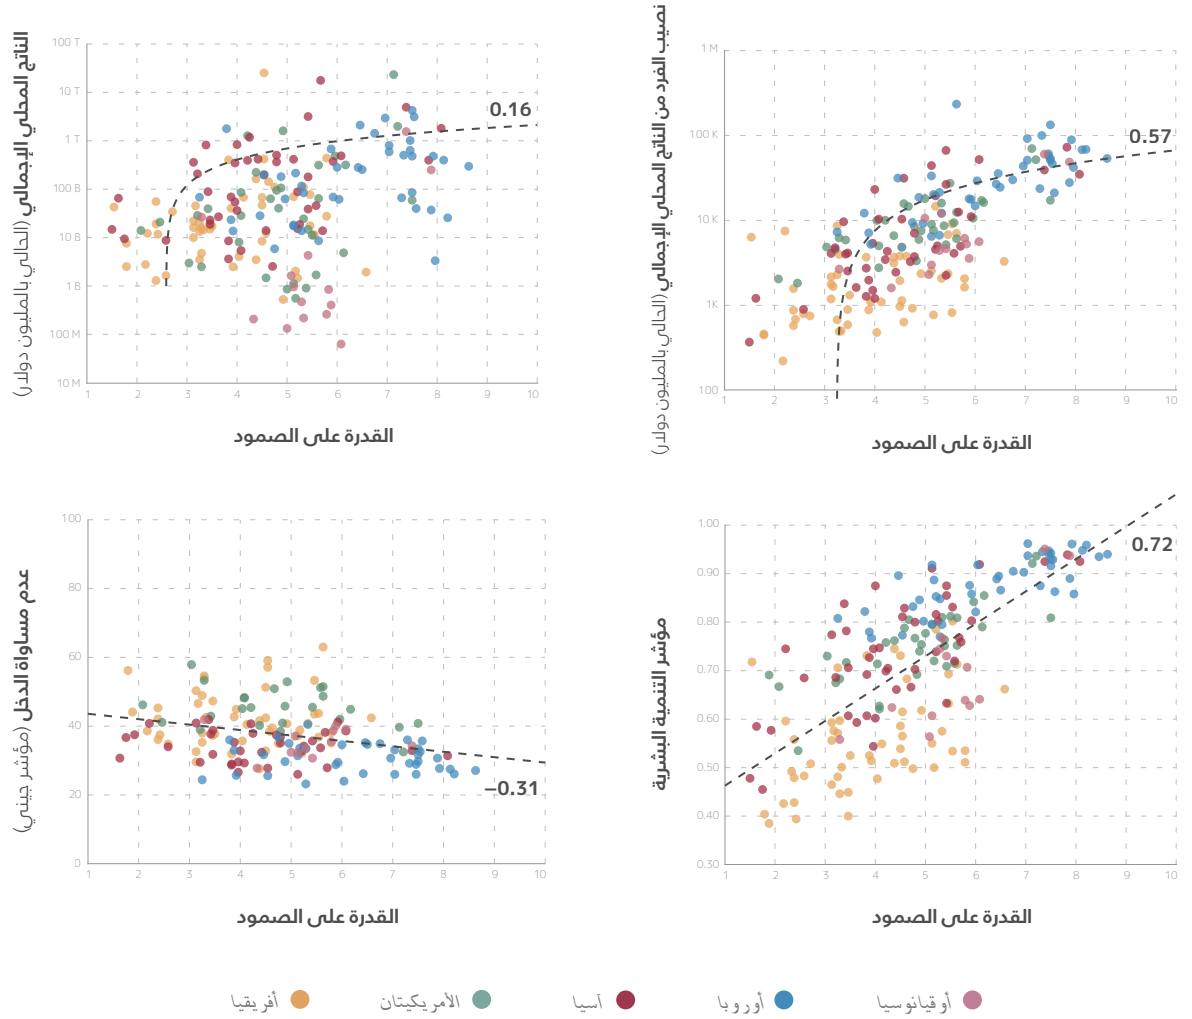 الناتج المحلي الإجمالي (الحالي بالمليون دولار)
100 T
10 T
1 T
100 B
10 B
1 B
100 M
10 M
0.16
1 2 3 4 5 6 7 8 9 10
القدرة على الصمود
نصيب الفرد من الناتج المحلي الإجمالي (الحالي بالمليون دولار)
1 M
100 K
10 K
1K
100
0.57
1 2 3 4 5 6 7 8 9 10
القدرة على الصمود
عدم مساواة الدخل (مؤشر جيني)
100
80
60
40
20
0
−0.31
1 2 3 4 5 6 7 8 9 10
القدرة على الصمود
مؤشر التنمية البشرية
1.00
0.90
0.80
0.70
0.60
0.50
0.40
0.30
0.72
1 2 3 4 5 6 7 8 9 10
القدرة على الصمود
أوقيانوسيا
أوروبا
آسيا
الأمريكيتان
أفريقيا